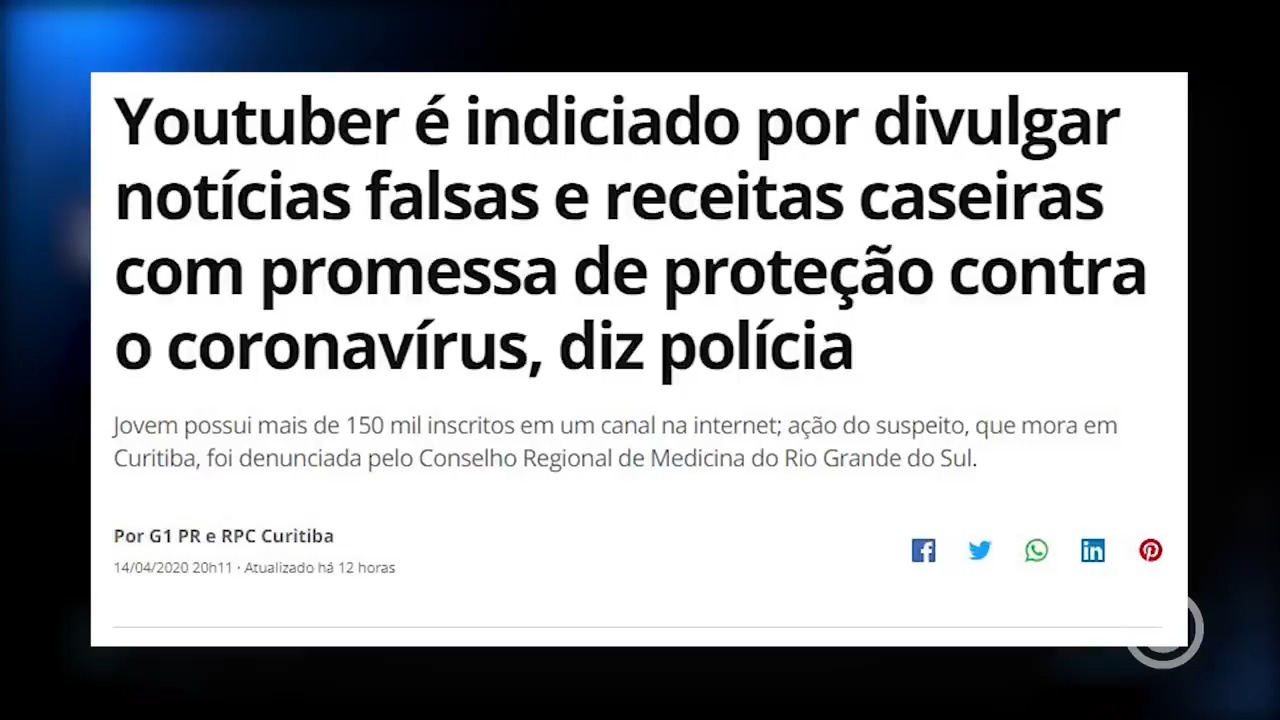 Youtuber é indiciado por divulgar
notícias falsas e receitas caseiras
com promessa de proteção contra
o coronavírus, diz polícia
Jovem possui mais de 150 mil inscritos em um canal na internet; ação do suspeito, que mora em
Curitiba, foi denunciada pelo Conselho Regional de Medicina do Rio Grande do Sul.
Por G1 PR e RPC Curitiba
14/04/2020 20h11 · Atualizado há 12 horas